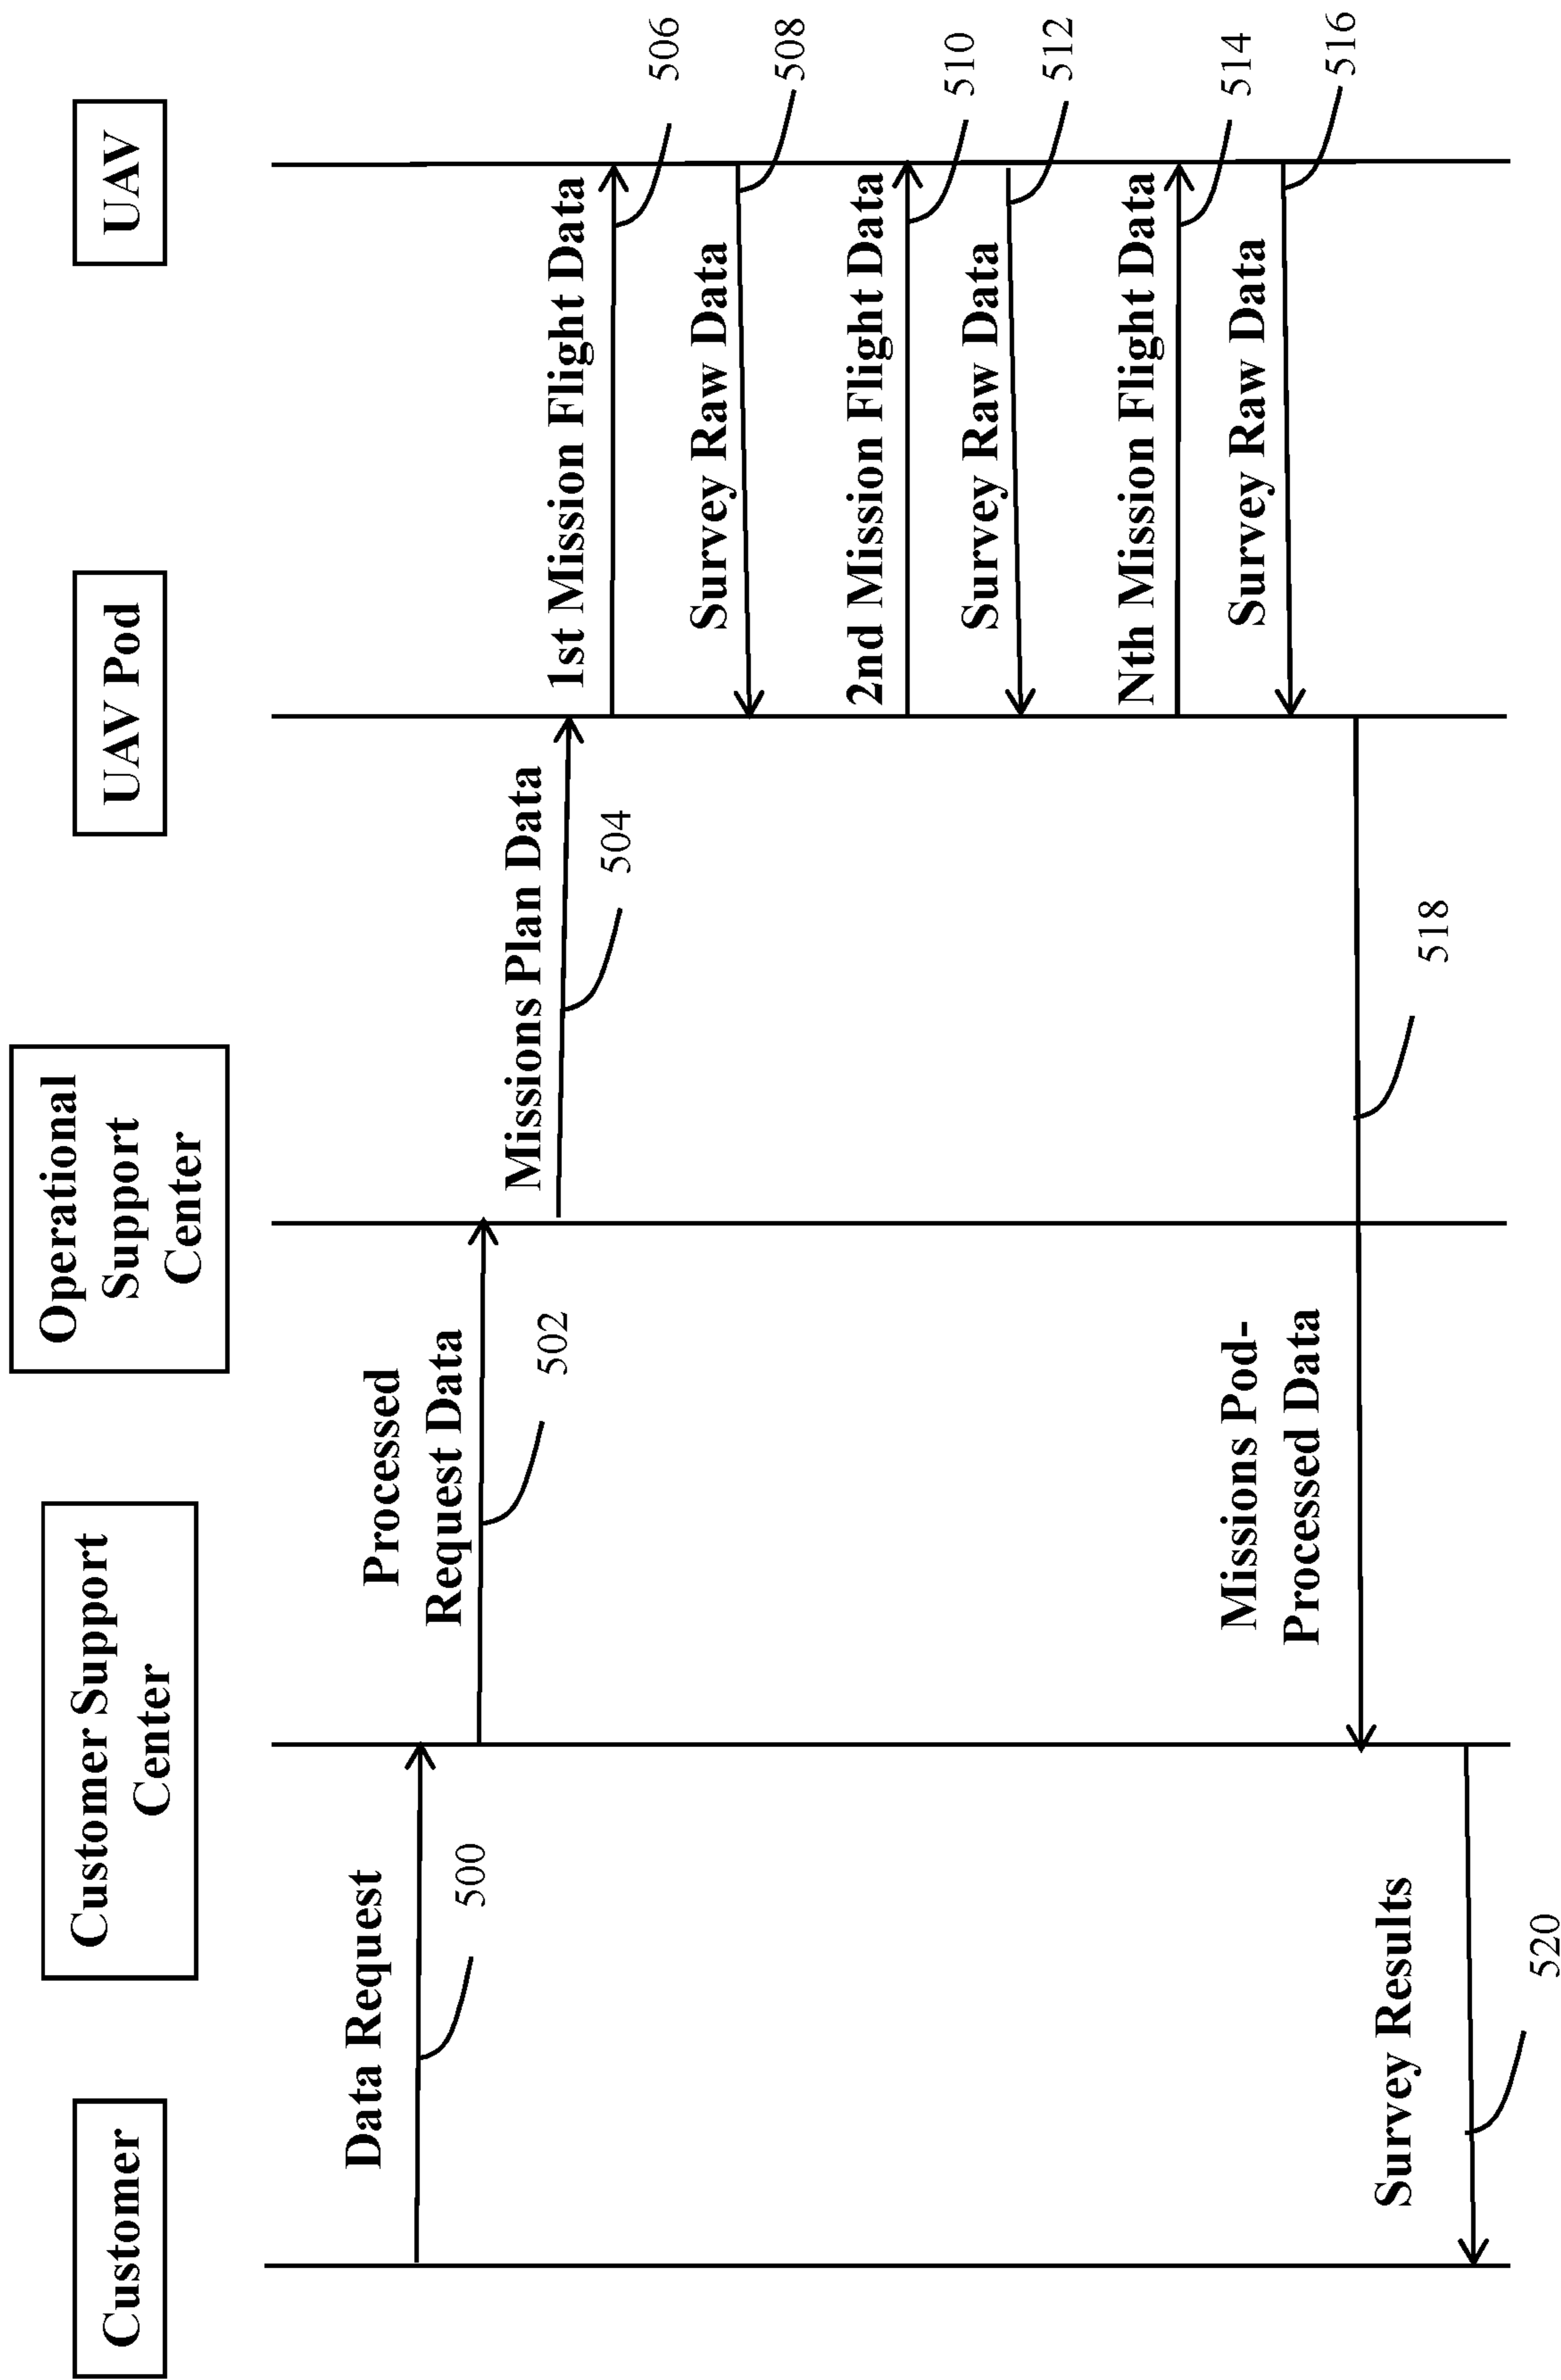 Customer
Customer Support
Center
Operational
Support
Center
UAV Pod
UAV
Data Request
500
Processed
Request Data
502
Missions Plan Data
504
1st Mission Flight Data
506
Survey Raw Data
508
2nd Mission Flight Data
510
Survey Raw Data
512
Nth Mission Flight Data
514
Survey Raw Data
516
Missions Pod-
Processed Data
518
Survey Results
520